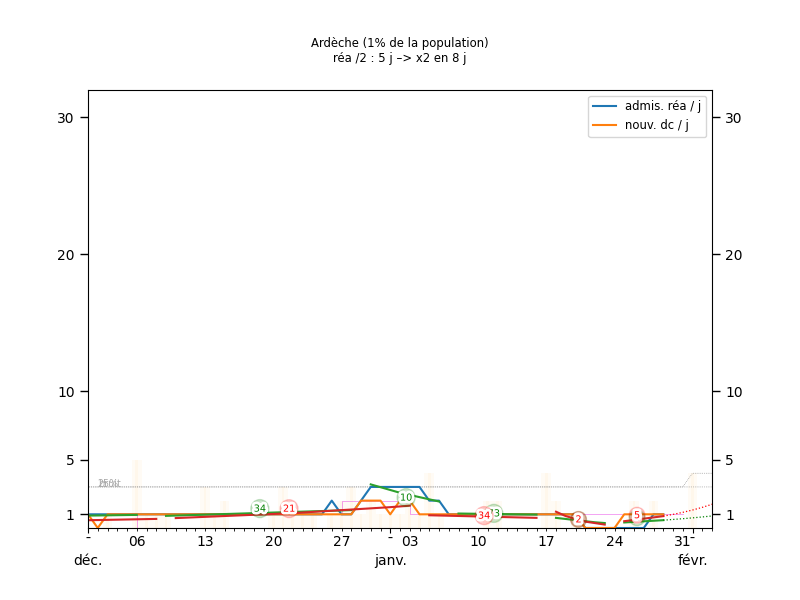 Ardèche (1% de la population)
réa /2 : 5 j –> x2 en 8 j
admis. réa / j
nouv. dc / j
30 30
20 20
10 10
5 5
1 1
34 21 10 34 2 5
- 06 13 20 27 - 03 10 17 24 31 -
déc. janv. févr.